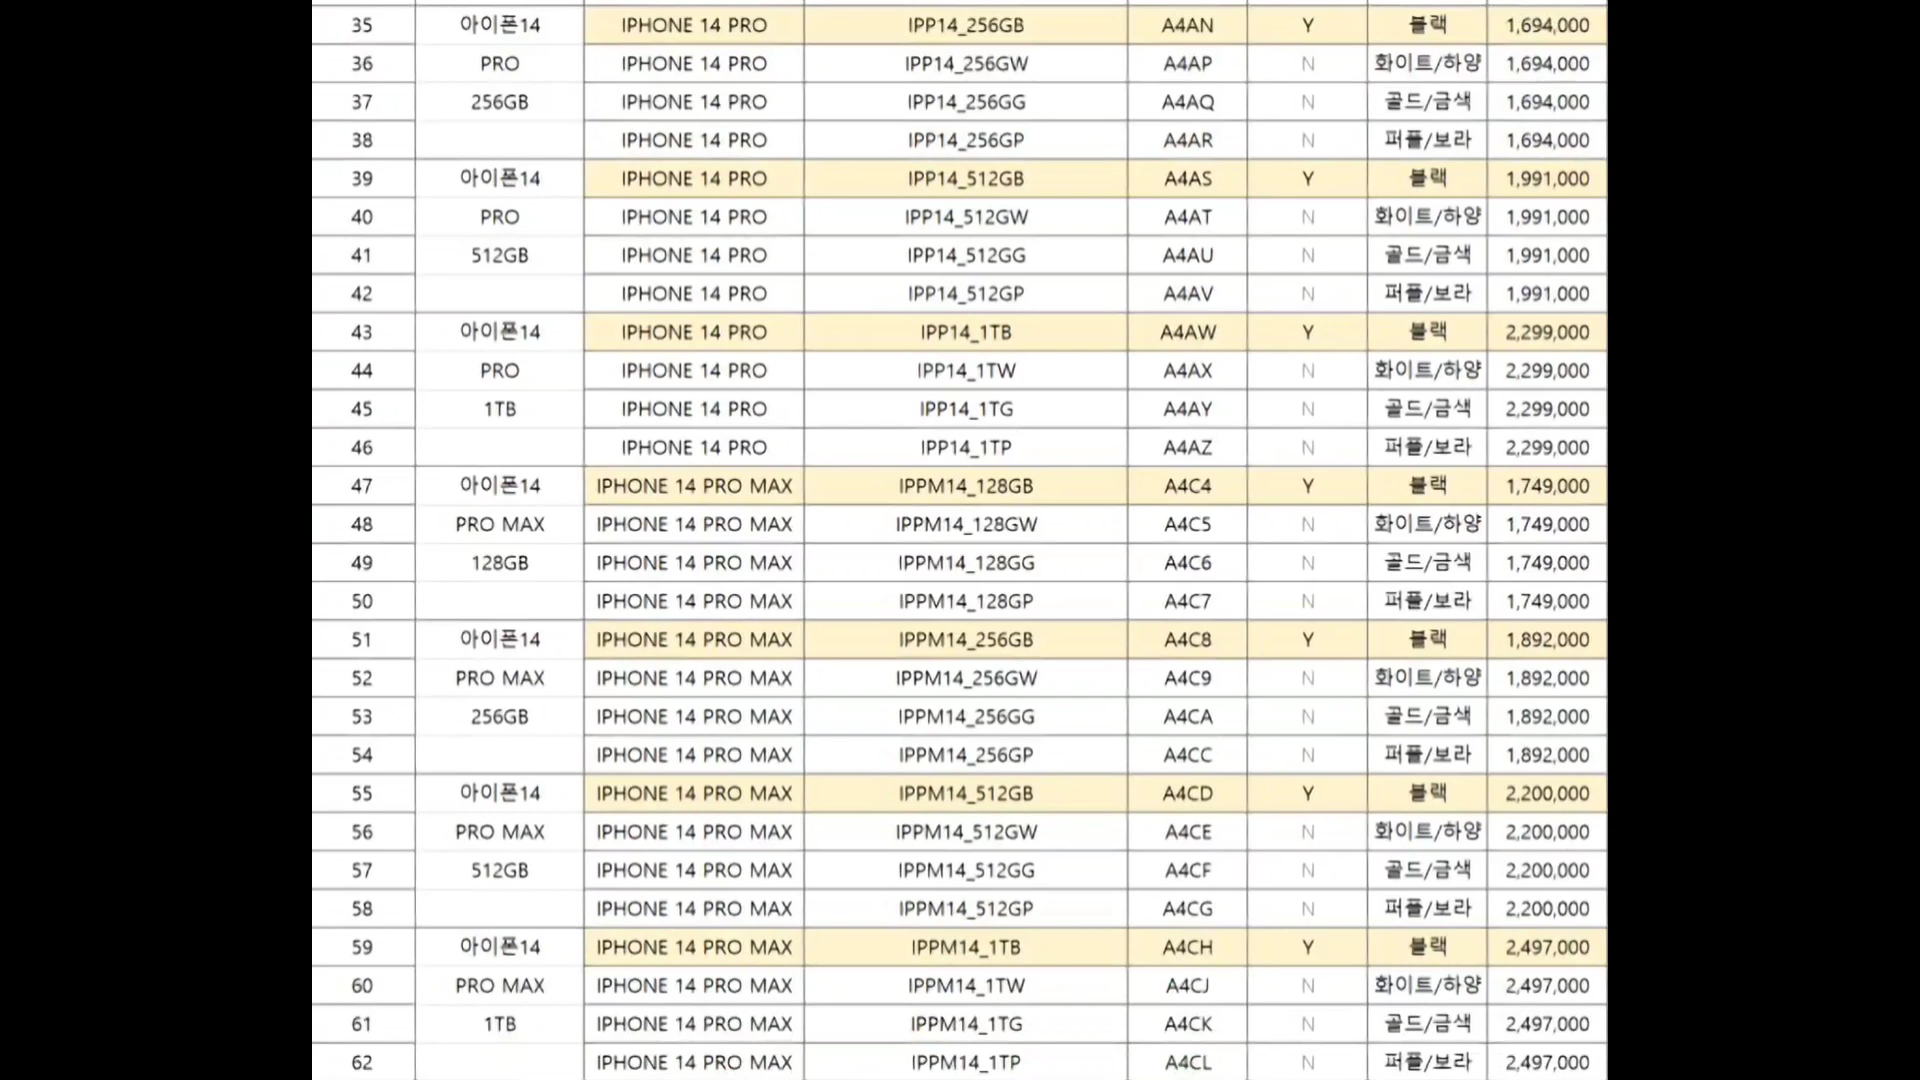 35 아이폰14 IPHONE 14 PRO IPP14_256GB A4AN Y 블랙 1,694,000
36 PRO IPHONE 14 PRO IPP14_256GW A4AP N 화이트/하양 1,694,000
37 256GB IPHONE 14 PRO IPP14_256GG A4AQ N 골드/금색 1,694,000
38 IPHONE 14 PRO IPP14_256GP A4AR N 퍼플/보라 1,694,000
39 아이폰14 IPHONE 14 PRO IPP14_512GB A4AS Y 블랙 1,991,000
40 PRO IPHONE 14 PRO IPP14_512GW A4AT N 화이트/하양 1,991,000
41 512GB IPHONE 14 PRO IPP14_512GG A4AU N 골드/금색 1,991,000
42 IPHONE 14 PRO IPP14_512GP A4AV N 퍼플/보라 1,991,000
43 아이폰14 IPHONE 14 PRO IPP14_1TB A4AW Y 블랙 2,299,000
44 PRO IPHONE 14 PRO IPP14_1TW A4AX N 화이트/하양 2,299,000
45 1TB IPHONE 14 PRO IPP14_1TG A4AY N 골드/금색 2,299,000
46 IPHONE 14 PRO IPP14_1TP A4AZ N 퍼플/보라 2,299,000
47 아이폰14 IPHONE 14 PRO MAX IPPM14_128GB A4C4 Y 블랙 1,749,000
48 PRO MAX IPHONE 14 PRO MAX IPPM14_128GW A4C5 N 화이트/하양 1,749,000
49 128GB IPHONE 14 PRO MAX IPPM14_128GG A4C6 N 골드/금색 1,749,000
50 IPHONE 14 PRO MAX IPPM14_128GP A4C7 N 퍼플/보라 1,749,000
51 아이폰14 IPHONE 14 PRO MAX IPPM14_256GB A4C8 Y 블랙 1,892,000
52 PRO MAX IPHONE 14 PRO MAX IPPM14_256GW A4C9 N 화이트/하양 1,892,000
53 256GB IPHONE 14 PRO MAX IPPM14_256GG A4CA N 골드/금색 1,892,000
54 IPHONE 14 PRO MAX IPPM14_256GP A4CC N 퍼플/보라 1,892,000
55 아이폰14 IPHONE 14 PRO MAX IPPM14_512GB A4CD Y 블랙 2,200,000
56 PRO MAX IPHONE 14 PRO MAX IPPM14_512GW A4CE N 화이트/하양 2,200,000
57 512GB IPHONE 14 PRO MAX IPPM14_512GG A4CF N 골드/금색 2,200,000
58 IPHONE 14 PRO MAX IPPM14_512GP A4CG N 퍼플/보라 2,200,000
59 아이폰14 IPHONE 14 PRO MAX IPPM14_1TB A4CH Y 블랙 2,497,000
60 PRO MAX IPHONE 14 PRO MAX IPPM14_1TW A4CJ N 화이트/하양 2,497,000
61 1TB IPHONE 14 PRO MAX IPPM14_1TG A4CK N 골드/금색 2,497,000
62 IPHONE 14 PRO MAX IPPM14_1TP A4CL N 퍼플/보라 2,497,000